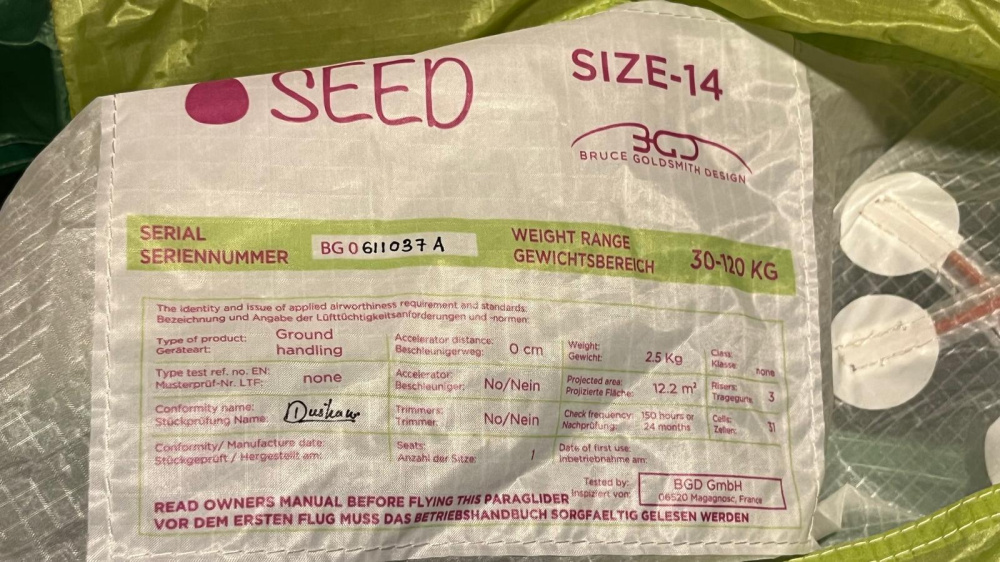 SEED
SIZE-14
BGD
BRUCE GOLDSMITH DESIGN
SERIAL
SERIENNUMMER
BG 0611037 A
WEIGHT RANGE
GEWICHTSBEREICH
30-120 KG
The identity and issue of applied airworthiness requirement and standards:
Bezeichnung und Angabe der Lufttüchtigkeitsanforderungen und -normen:
Type of product:
Geräteart:
Ground
handling
Accelerator distance:
Beschleunigerweg:
0 cm
Weight:
Gewicht:
2.5 Kg
Class:
Klasse:
none
Type test ref. no. EN:
Musterprüf-Nr. LTF:
none
Accelerator:
Beschleuniger:
No/Nein
Projected area:
Projizierte Fläche:
12.2 m²
Risers:
Tragegurte:
3
Conformity name:
Stückprüfung Name:
Trimmers:
Trimmer:
No/Nein
Check frequency:
Nachprüfung:
150 hours or
24 months
Cells:
Zellen:
31
Conformity/ Manufacture date:
Stückgeprüft / Hergestellt am:
Seats:
Anzahl der Sitze:
1
Date of first use:
Inbetriebnahme am:
Tested by:
Inspiziert von:
BGD GmbH
06520 Magagnosc, France
READ OWNERS MANUAL BEFORE FLYING THIS PARAGLIDER
VOR DEM ERSTEN FLUG MUSS DAS BETRIEBSHANDBUCH SORGFAELTIG GELESEN WERDEN